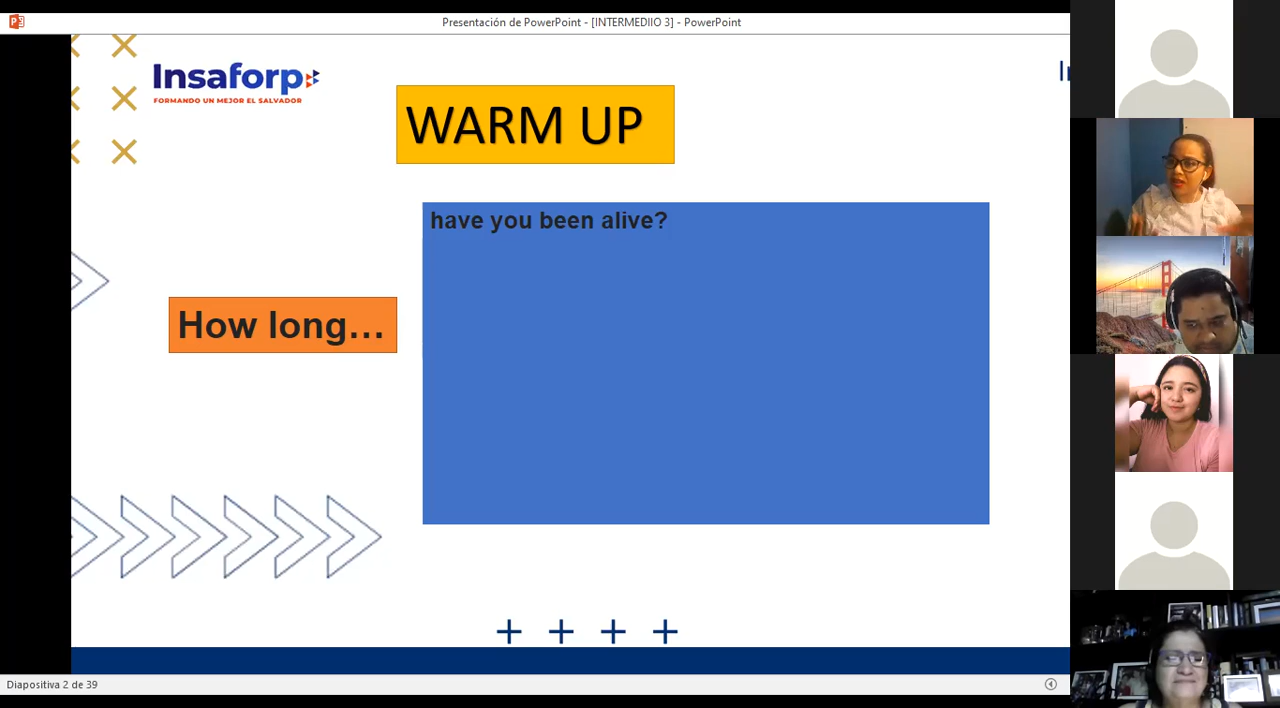 Presentación de PowerPoint - [INTERMEDIIO 3] - PowerPoint
Insaforp
FORMANDO UN MEJOR EL SALVADOR
WARM UP
have you been alive?
How long...
Diapositiva 2 de 39